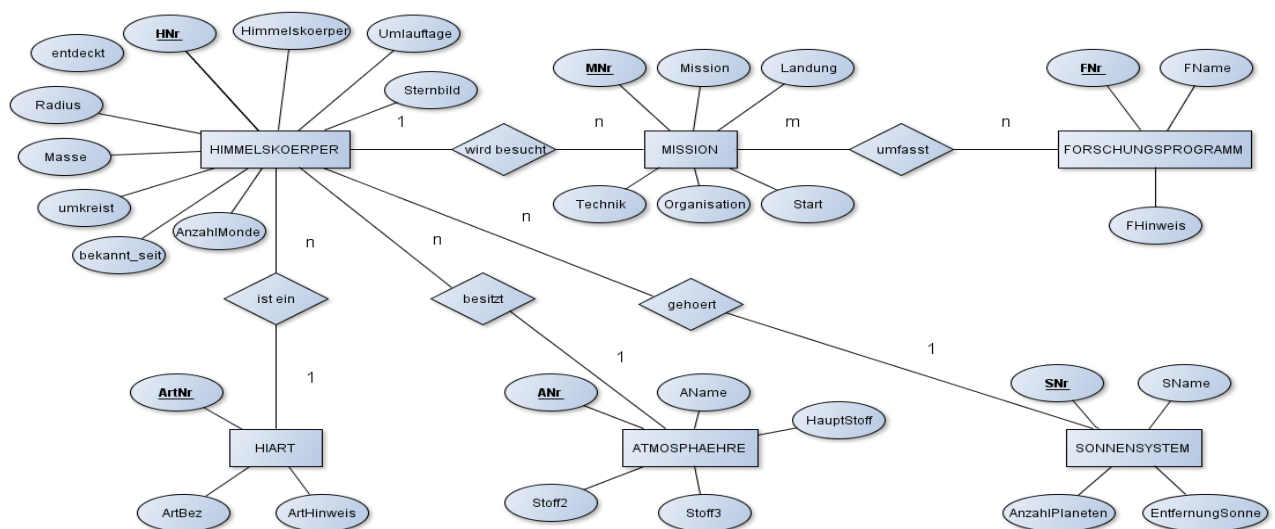 HNr
Himmelskoerper
Umlauftage
entdeckt
Sternbild
Radius
Masse
umkreist
bekannt_seit
AnzahlMonde
HIMMELSKOERPER
1
wird besucht
n
MNr
Mission
Landung
MISSION
Technik
Organisation
Start
m
umfasst
n
FNr
FName
FORSCHUNGSPROGRAMM
FHinweis
n
ist ein
1
n
besitzt
1
n
gehoert
1
ArtNr
HIART
ArtBez
ArtHinweis
ANr
AName
HauptStoff
ATMOSPHAEHRE
Stoff2
Stoff3
SNr
SName
SONNENSYSTEM
AnzahlPlaneten
EntfernungSonne